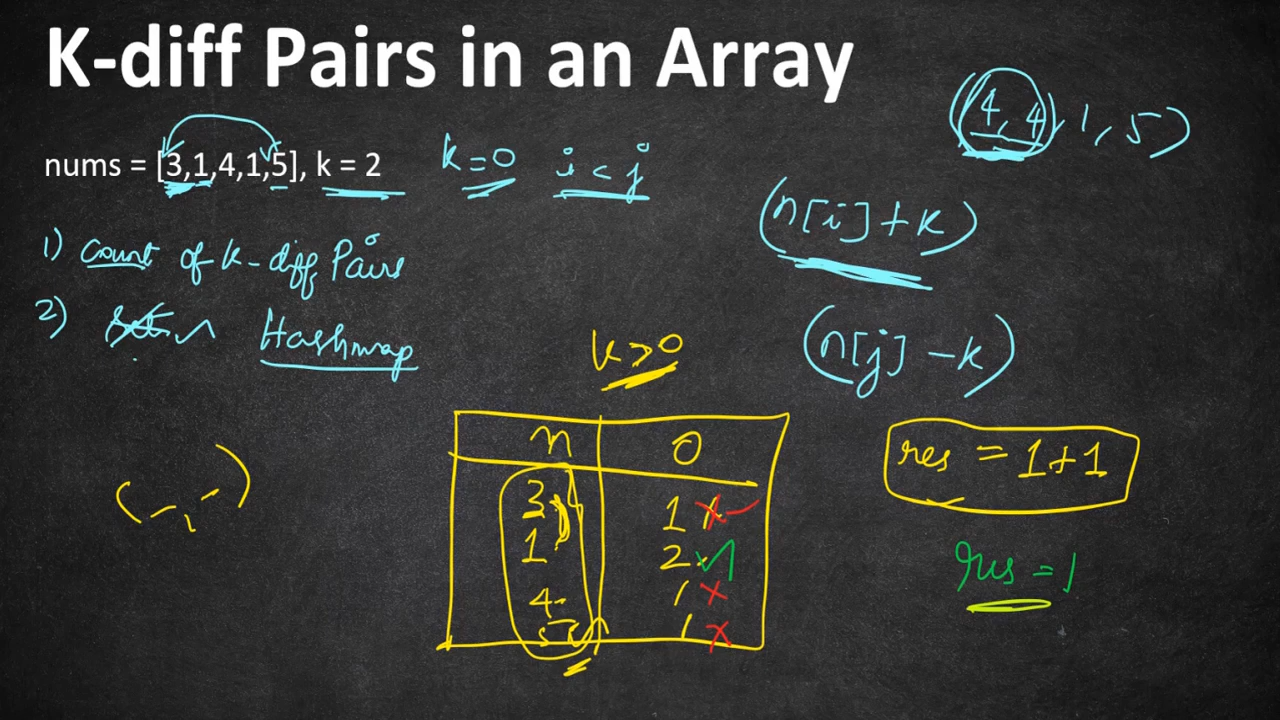 K-diff Pairs in an Array
(4, 4, 1, 5)
nums = [3,1,4,1,5], k = 2
k=0 i < j
(n[i] + k)
1) Count of k-diff Pairs
2) Set Hashmap
k > 0
(n[j] - k)
n 0
res = 1+1
3 1
1 2
4 1
5 1
res = 1
( - , - )